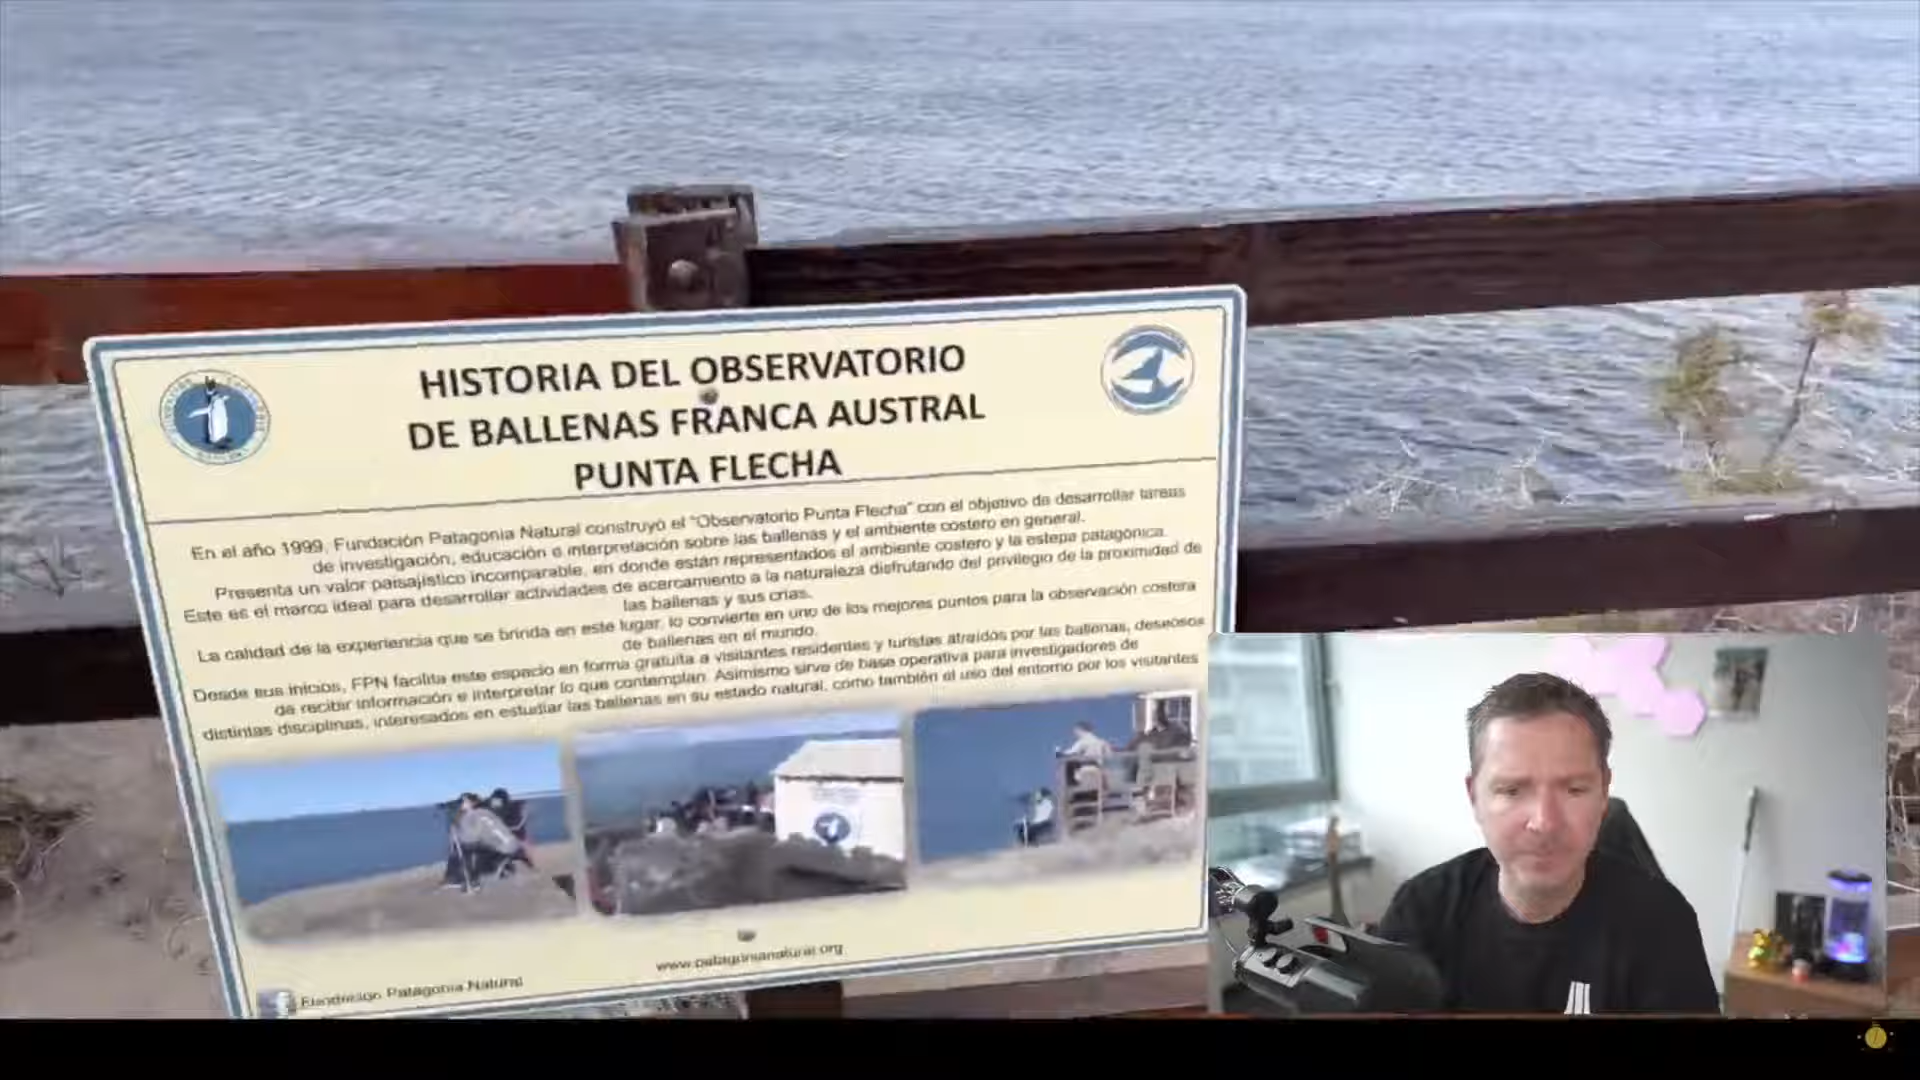 HISTORIA DEL OBSERVATORIO
DE BALLENAS FRANCA AUSTRAL
PUNTA FLECHA
En el año 1999, Fundación Patagonia Natural construyó el "Observatorio Punta Flecha" con el objetivo de desarrollar tareas
de investigación, educación e interpretación sobre las ballenas y el ambiente costero en general.
Presenta un valor paisajístico incomparable, en donde están representados el ambiente costero y la estepa patagónica.
Este es el marco ideal para desarrollar actividades de acercamiento a la naturaleza disfrutando del privilegio de la proximidad de
las ballenas y sus crías.
La calidad de la experiencia que se brinda en este lugar, lo convierte en uno de los mejores puntos para la observación costera
de ballenas en el mundo.
Desde sus inicios, FPN facilita este espacio en forma gratuita a visitantes residentes y turistas atraídos por las ballenas, deseosos
de recibir información e interpretar lo que contemplan. Asimismo sirve de base operativa para investigadores de
distintas disciplinas, interesados en estudiar las ballenas en su estado natural, como también el uso del entorno por los visitantes
www.patagonianatural.org
Fundación Patagonia Natural